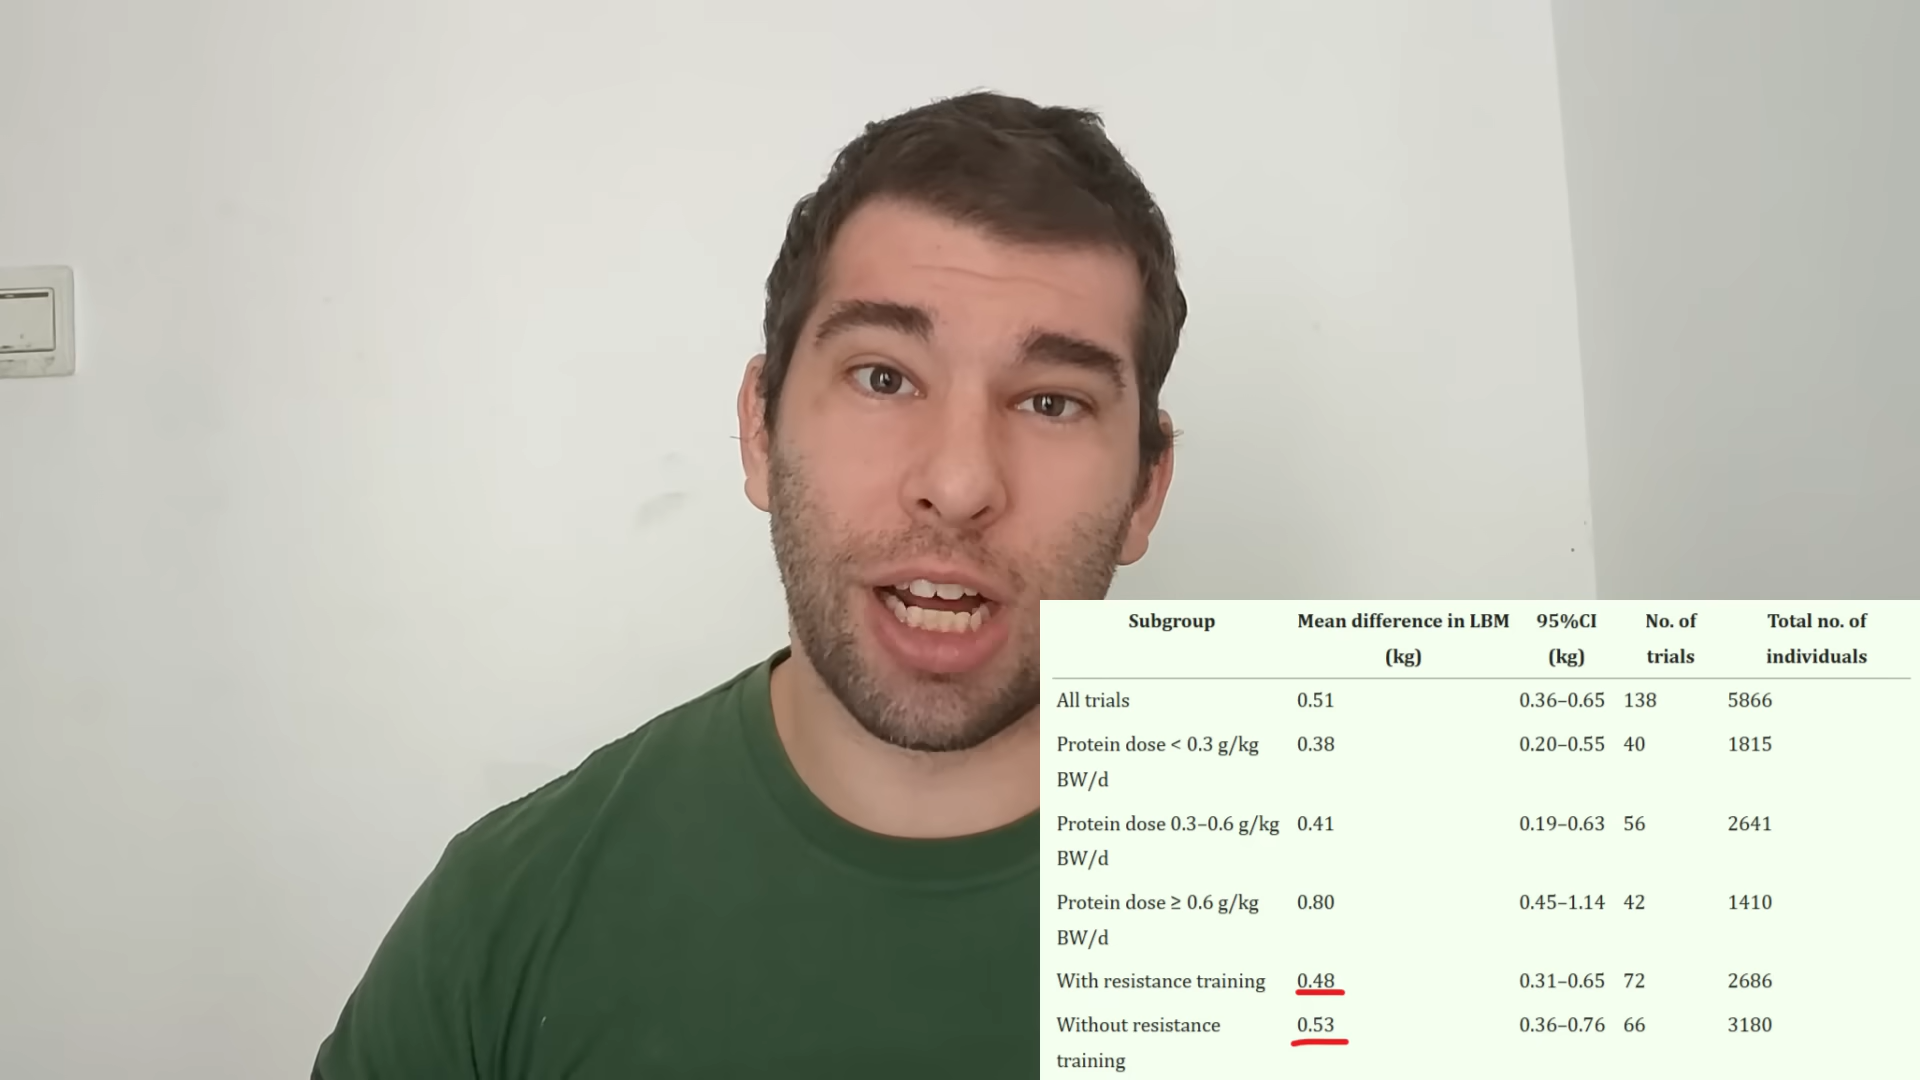 Subgroup Mean difference in LBM 95%CI No. of Total no. of
(kg) (kg) trials individuals
All trials 0.51 0.36–0.65 138 5866
Protein dose < 0.3 g/kg 0.38 0.20–0.55 40 1815
BW/d
Protein dose 0.3–0.6 g/kg 0.41 0.19–0.63 56 2641
BW/d
Protein dose ≥ 0.6 g/kg 0.80 0.45–1.14 42 1410
BW/d
With resistance training 0.48 0.31–0.65 72 2686
Without resistance 0.53 0.36–0.76 66 3180
training